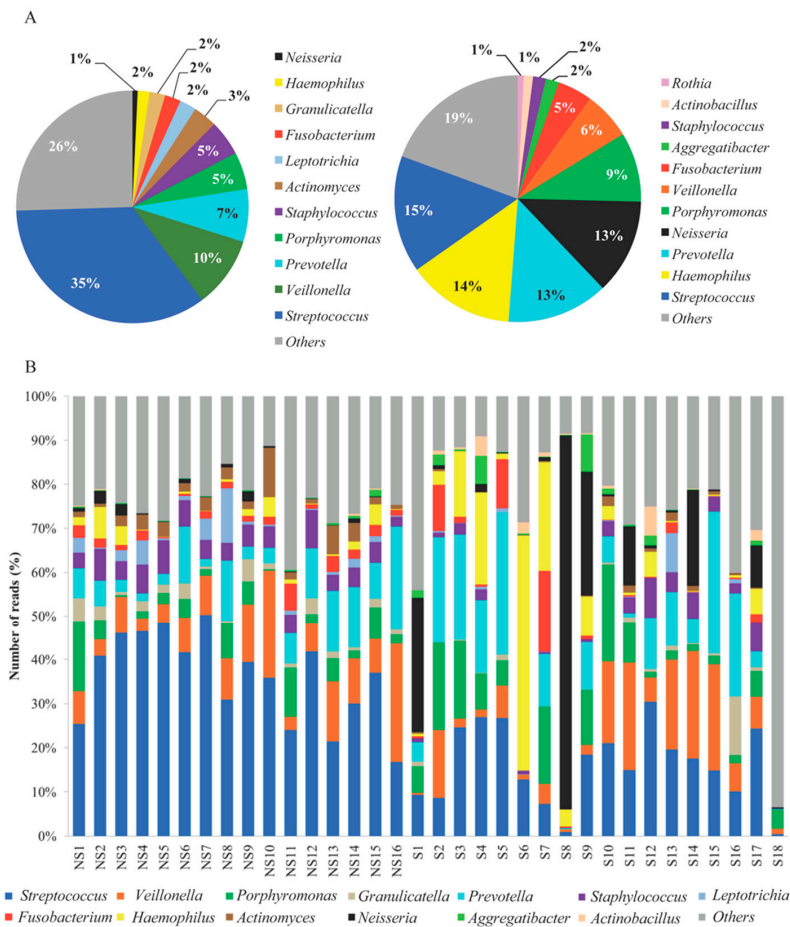 A
1%
2%
2%
2%
2%
3%
5%
5%
7%
10%
35%
26%
Neisseria
Haemophilus
Granulicatella
Fusobacterium
Leptotrichia
Actinomyces
Staphylococcus
Porphyromonas
Prevotella
Veillonella
Streptococcus
Others
1%
1%
2%
2%
5%
6%
9%
13%
13%
14%
15%
19%
Rothia
Actinobacillus
Staphylococcus
Aggregatibacter
Fusobacterium
Veillonella
Porphyromonas
Neisseria
Prevotella
Haemophilus
Streptococcus
Others
B
Number of reads (%)
100%
90%
80%
70%
60%
50%
40%
30%
20%
10%
0%
NS1 NS2 NS3 NS4 NS5 NS6 NS7 NS8 NS9 NS10 NS11 NS12 NS13 NS14 NS15 NS16 S1 S2 S3 S4 S5 S6 S7 S8 S9 S10 S11 S12 S13 S14 S15 S16 S17 S18
Streptococcus Veillonella Porphyromonas Granulicatella Prevotella Staphylococcus Leptotrichia
Fusobacterium Haemophilus Actinomyces Neisseria Aggregatibacter Actinobacillus Others